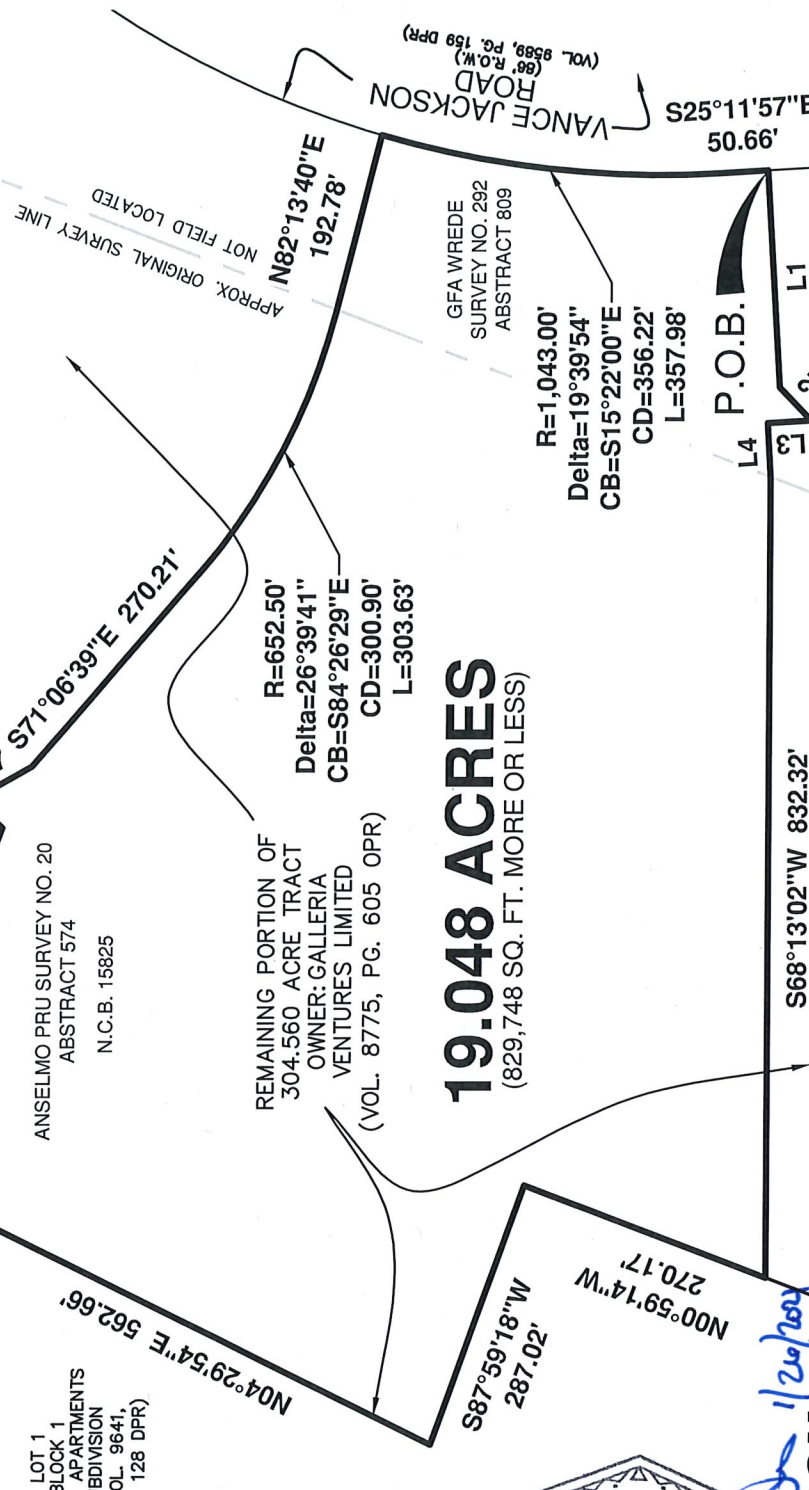 VANCE JACKSON
ROAD
(86' R.O.W.)
(VOL. 9589, PG. 159 DPR)
S25°11'57"E
50.66'
N82°13'40"E
192.78'
APPROX. ORIGINAL SURVEY LINE
NOT FIELD LOCATED
GFA WREDE
SURVEY NO. 292
ABSTRACT 809
R=1,043.00'
Delta=19°39'54"
CB=S15°22'00"E
CD=356.22'
L=357.98'
P.O.B.
L1
L3
L4
S71°06'39"E 270.21'
R=652.50'
Delta=26°39'41"
CB=S84°26'29"E
CD=300.90'
L=303.63'
ANSELMO PRU SURVEY NO. 20
ABSTRACT 574
N.C.B. 15825
REMAINING PORTION OF
304.560 ACRE TRACT
OWNER: GALLERIA
VENTURES LIMITED
(VOL. 8775, PG. 605 OPR)
19.048 ACRES
(829,748 SQ. FT. MORE OR LESS)
S68°13'02"W 832.32'
N00°59'14"W
270.17'
S87°59'18"W
287.02'
N04°29'54"E 562.66'
LOT 1
BLOCK 1
APARTMENTS
BDIVISION
OL. 9641,
128 DPR)